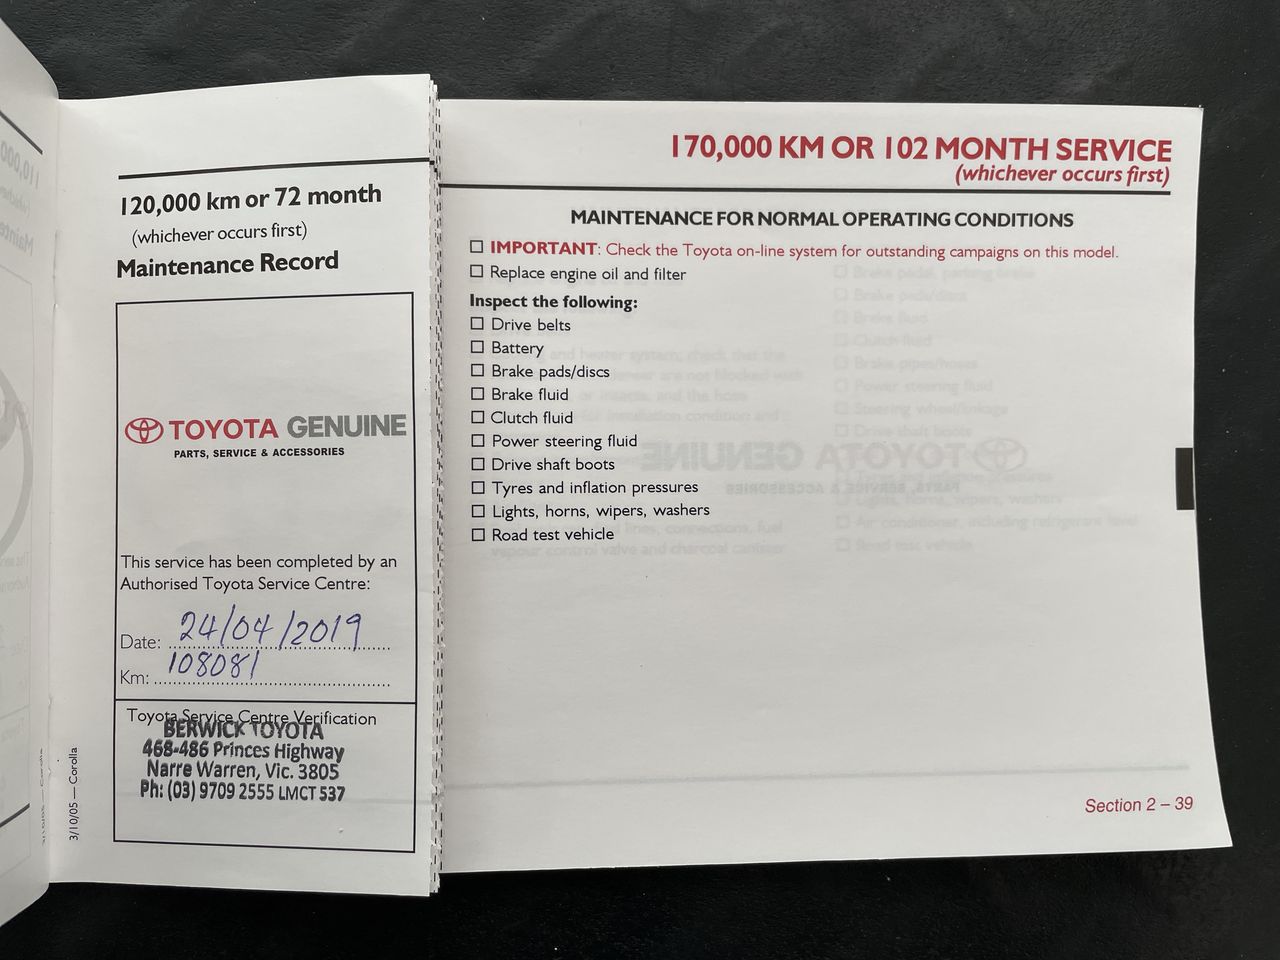 120,000 km or 72 month
(whichever occurs first)
Maintenance Record
TOYOTA GENUINE
PARTS, SERVICE & ACCESSORIES
This service has been completed by an
Authorised Toyota Service Centre:
Date: 24/04/2019
Km: 108081
Toyota Service Centre Verification
BERWICK TOYOTA
468-486 Princes Highway
Narre Warren, Vic. 3805
Ph: (03) 9709 2555 LMCT 537
3/10/05 — Corolla
170,000 KM OR 102 MONTH SERVICE
(whichever occurs first)
MAINTENANCE FOR NORMAL OPERATING CONDITIONS
IMPORTANT: Check the Toyota on-line system for outstanding campaigns on this model.
Replace engine oil and filter
Inspect the following:
Drive belts
Battery
Brake pads/discs
Brake fluid
Clutch fluid
Power steering fluid
Drive shaft boots
Tyres and inflation pressures
Lights, horns, wipers, washers
Road test vehicle
Section 2 – 39